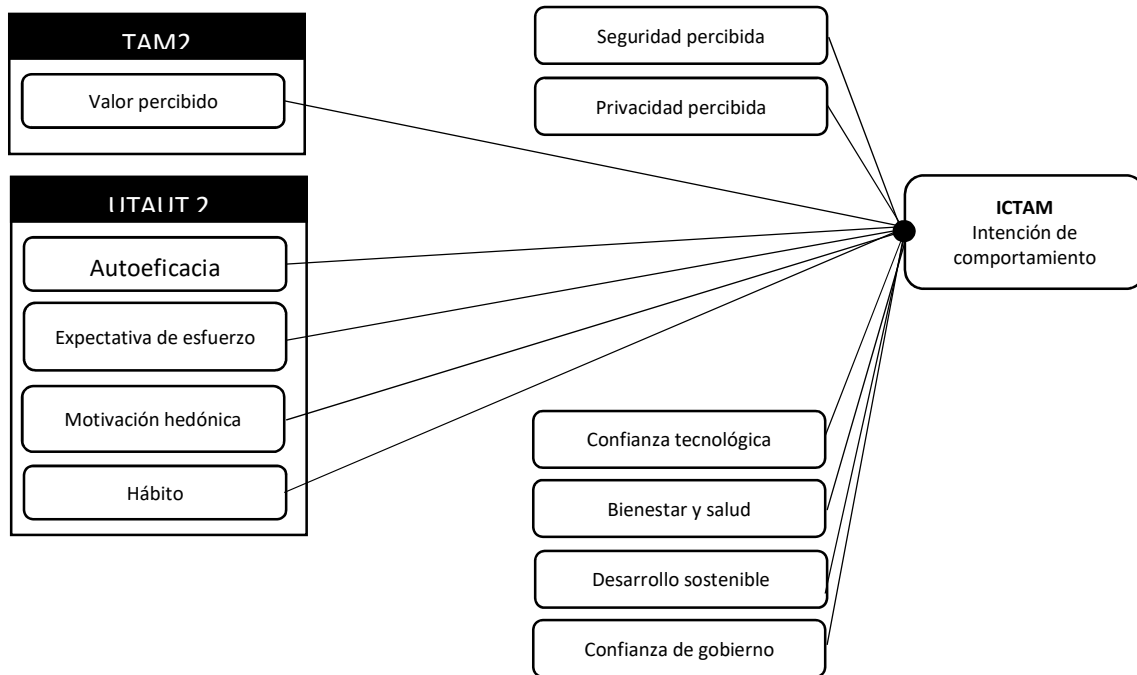 TAM2
Valor percibido
UTAUT 2
Autoeficacia
Expectativa de esfuerzo
Motivación hedónica
Hábito
Seguridad percibida
Privacidad percibida
Confianza tecnológica
Bienestar y salud
Desarrollo sostenible
Confianza de gobierno
ICTAM
Intención de
comportamiento